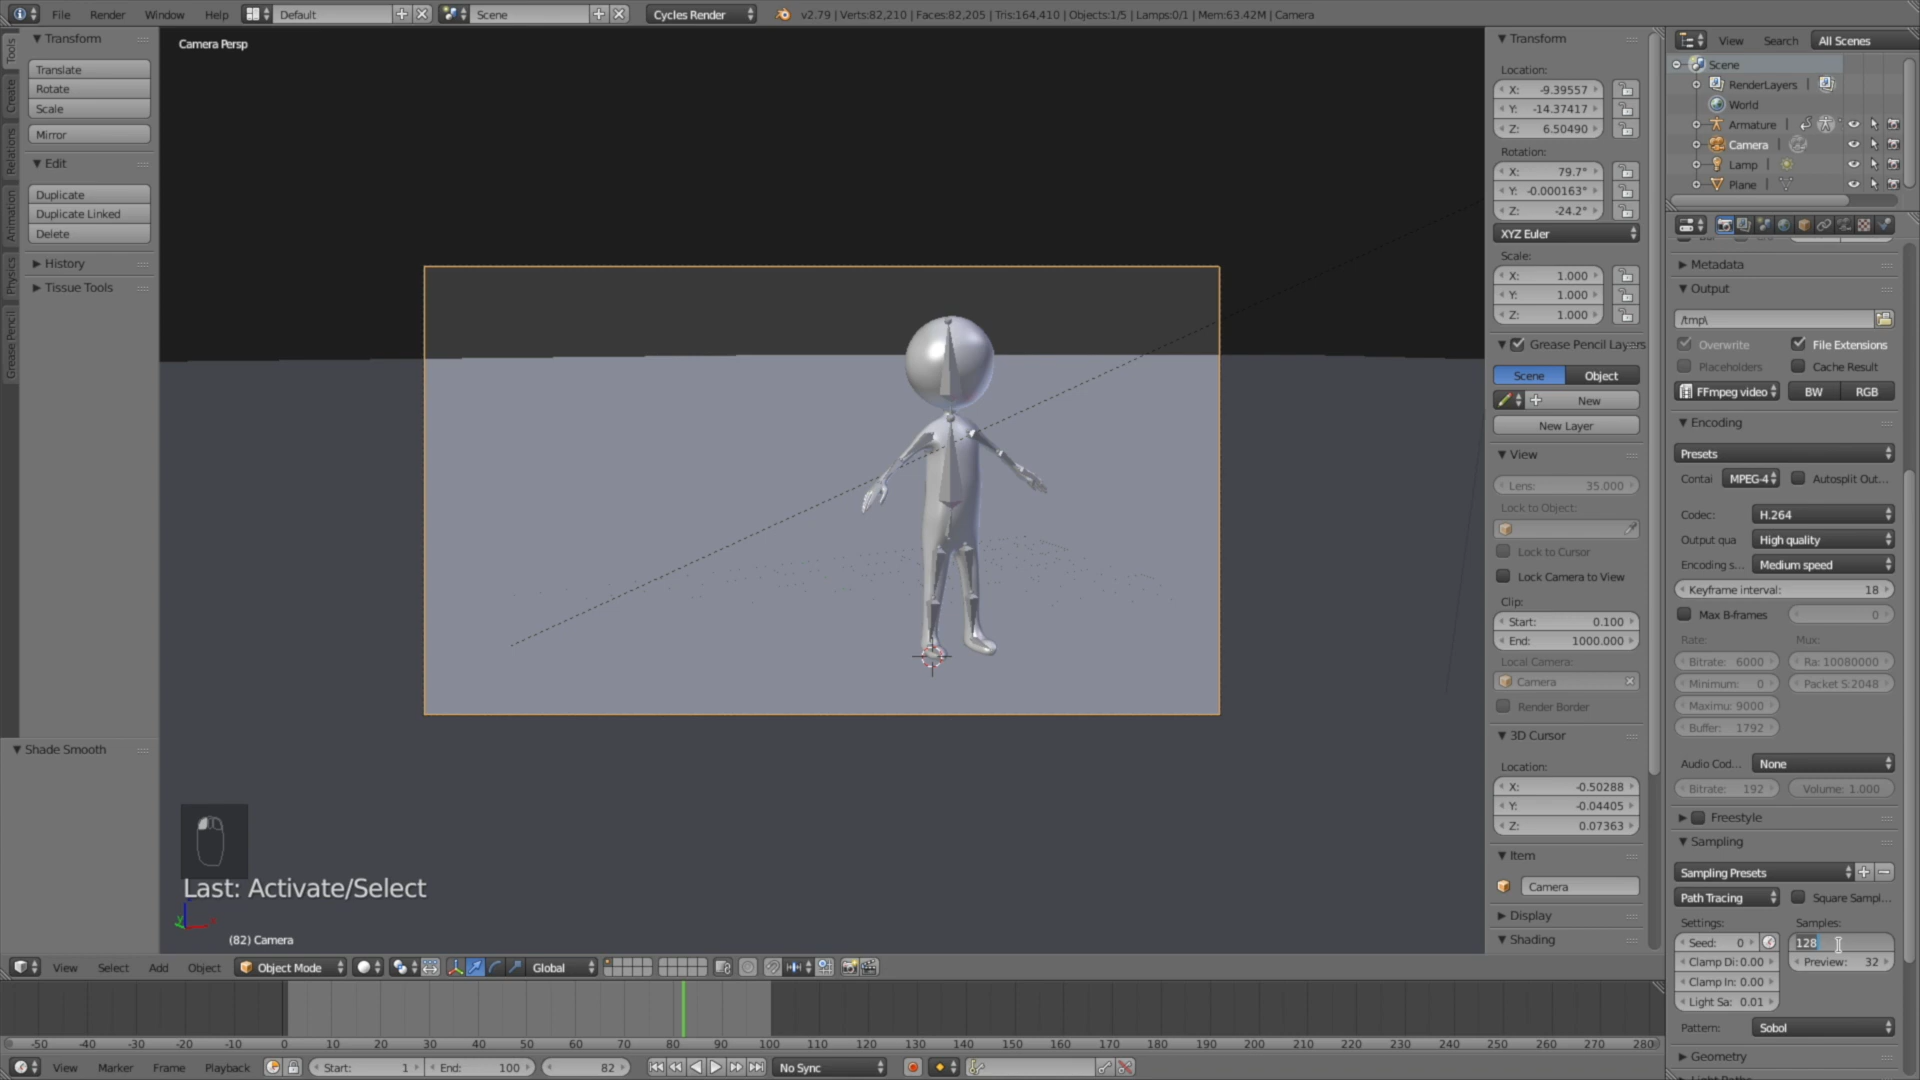 File Render Window Help Default Scene Cycles Render v2.79 | Verts:82,210 | Faces:82,205 | Tris:164,410 | Objects:1/5 | Lamps:0/1 | Mem:63.42M | Camera
Tools
Create
Relations
Animation
Physics
Grease Pencil
Transform
Translate
Rotate
Scale
Mirror
Edit
Duplicate
Duplicate Linked
Delete
History
Tissue Tools
Shade Smooth
Camera Persp
Last: Activate/Select
(82) Camera
Transform
Location:
X: -9.39557
Y: -14.37417
Z: 6.50490
Rotation:
X: 79.7°
Y: -0.000163°
Z: -24.2°
XYZ Euler
Scale:
X: 1.000
Y: 1.000
Z: 1.000
Grease Pencil Layers
Scene Object
New
New Layer
View
Lens: 35.000
Lock to Object:
Lock to Cursor
Lock Camera to View
Clip:
Start: 0.100
End: 1000.000
Local Camera:
Camera
Render Border
3D Cursor
Location:
X: -0.50288
Y: -0.04405
Z: 0.07363
Item
Camera
Display
Shading
View Search All Scenes
Scene
RenderLayers
World
Armature
Camera
Lamp
Plane
Metadata
Output
/tmp\
Overwrite File Extensions
Placeholders Cache Result
FFmpeg video BW RGB
Encoding
Presets
Contai MPEG-4 Autosplit Out...
Codec: H.264
Output qua High quality
Encoding s... Medium speed
Keyframe interval: 18
Max B-frames 0
Rate: Mux:
Bitrate: 6000 Ra: 10080000
Minimum: 0 Packet S:2048
Maximu: 9000
Buffer: 1792
Audio Cod... None
Bitrate: 192 Volume: 1.000
Freestyle
Sampling
Sampling Presets
Path Tracing Square Sampl...
Settings: Samples:
Seed: 0 128
Clamp Di: 0.00 Preview: 32
Clamp In: 0.00
Light Sa: 0.01
Pattern: Sobol
Geometry
View Select Add Object Object Mode Global
-50 -40 -30 -20 -10 0 10 20 30 40 50 60 70 80 90 100 110 120 130 140 150 160 170 180 190 200 210 220 230 240 250 260 270 280
View Marker Frame Playback Start: 1 End: 100 82 No Sync